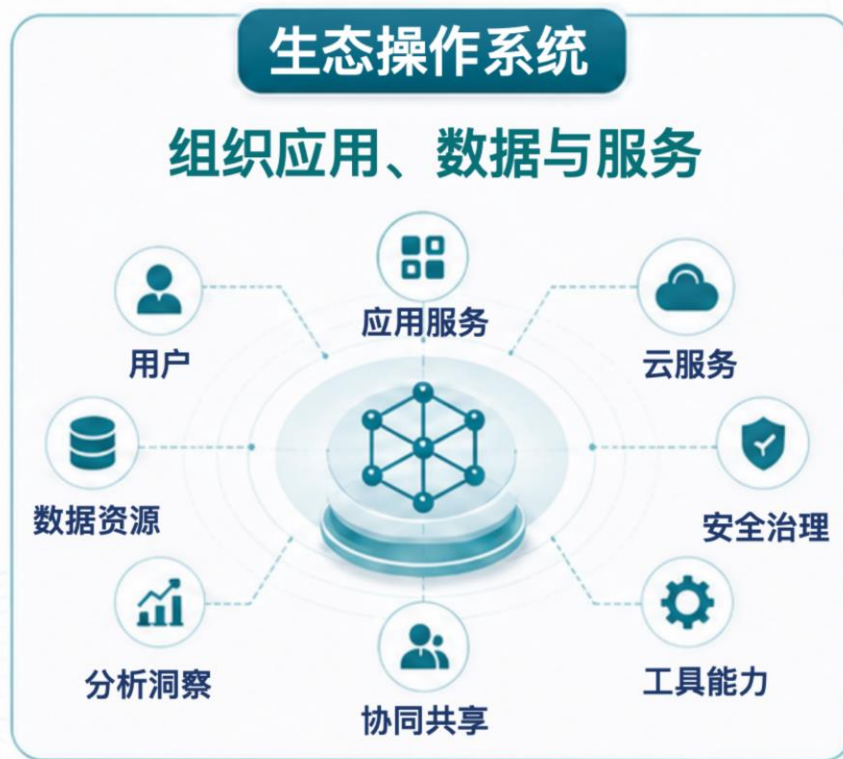 生态操作系统
组织应用、数据与服务
用户
应用服务
云服务
数据资源
安全治理
分析洞察
协同共享
工具能力